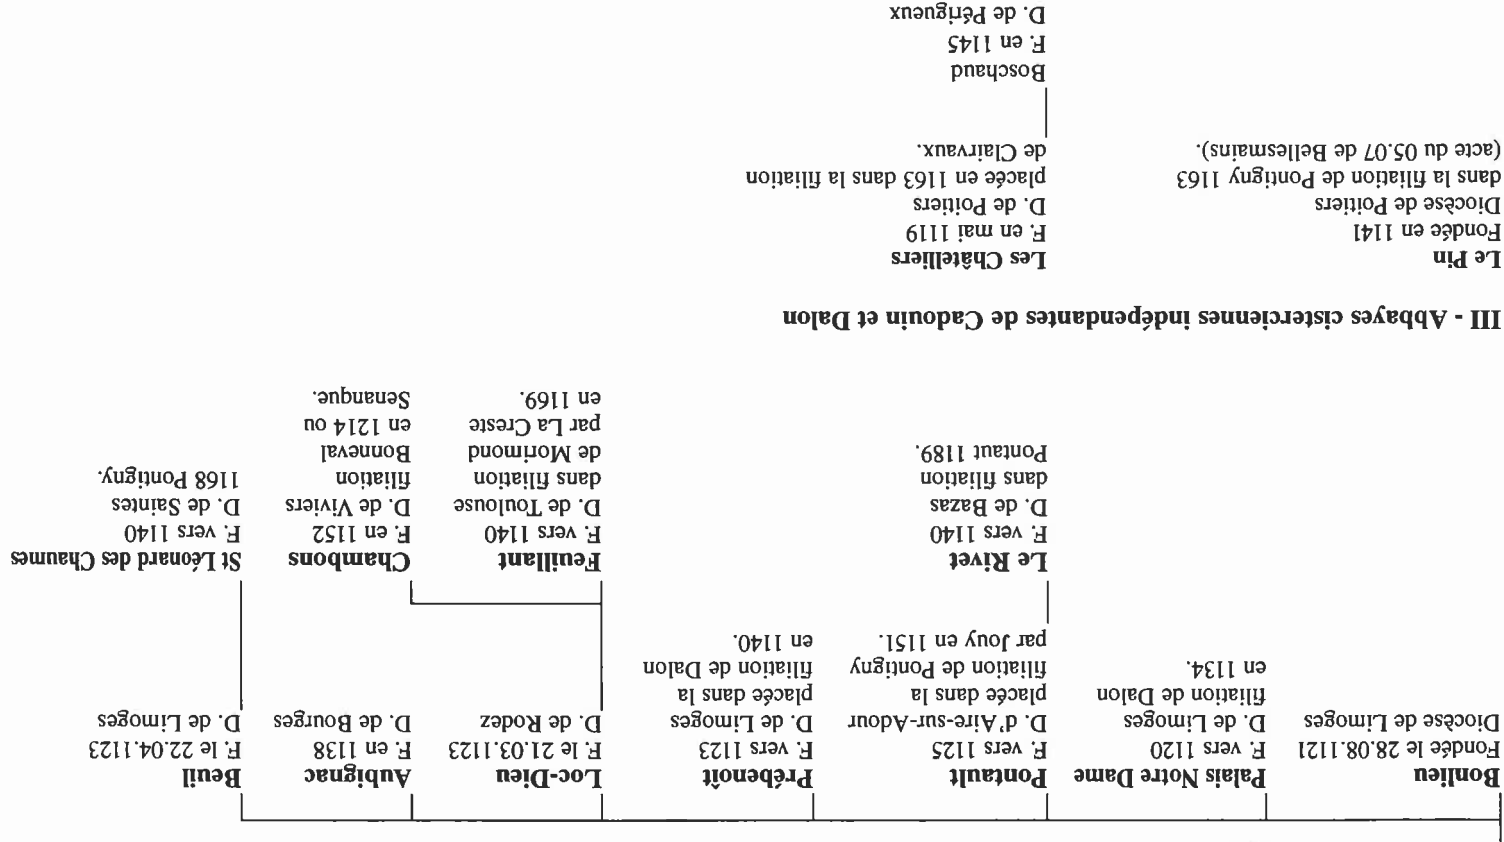 Bonlieu
Fondée le 28.08.1121
Diocèse de Limoges
Palais Notre Dame
F. vers 1120
D. de Limoges
filiation de Dalon
en 1134.
Pontault
F. vers 1125
D. d'Aire-sur-Adour
placée dans la
filiation de Pontigny
par Jouy en 1151.
Prébenoît
F. vers 1123
D. de Limoges
placée dans la
filiation de Dalon
en 1140.
Loc-Dieu
F. le 21.03.1123
D. de Rodez
Aubignac
F. en 1138
D. de Bourges
Beuil
F. le 22.04.1123
D. de Limoges
Le Rivet
F. vers 1140
D. de Bazas
dans filiation
Pontaut 1189.
Feuillant
F. vers 1140
D. de Toulouse
dans filiation
de Morimond
par La Creste
en 1169.
Chambons
F. en 1152
D. de Viviers
filiation
Bonneval
en 1214 ou
Senanque.
St Léonard des Chaumes
F. vers 1140
D. de Saintes
1168 Pontigny.
III - Abbayes cisterciennes indépendantes de Cadouin et Dalon
Le Pin
Fondée en 1141
Diocèse de Poitiers
dans la filiation de Pontigny 1163
(acte du 05.07 de Bellesmains).
Les Châtelliers
F. en mai 1119
D. de Poitiers
placée en 1163 dans la filiation
de Clairvaux.
Boschaud
F. en 1145
D. de Périgueux